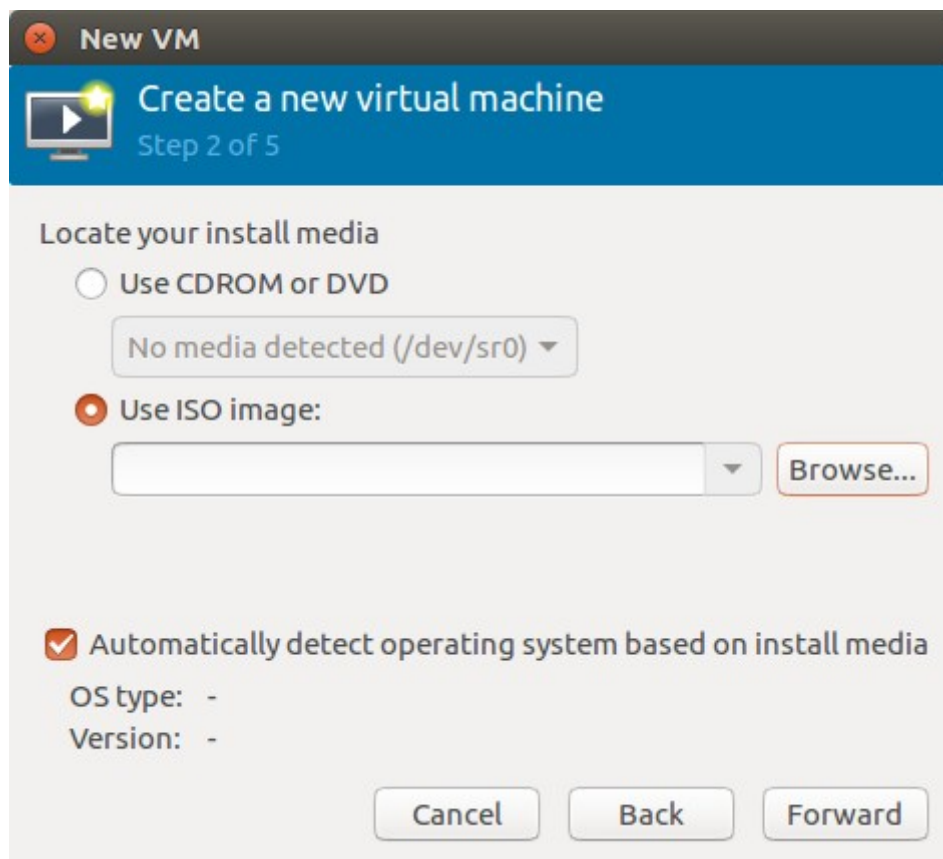 New VM
Create a new virtual machine
Step 2 of 5
Locate your install media
Use CDROM or DVD
No media detected (/dev/sr0)
Use ISO image:
Browse...
Automatically detect operating system based on install media
OS type: -
Version: -
Cancel Back Forward